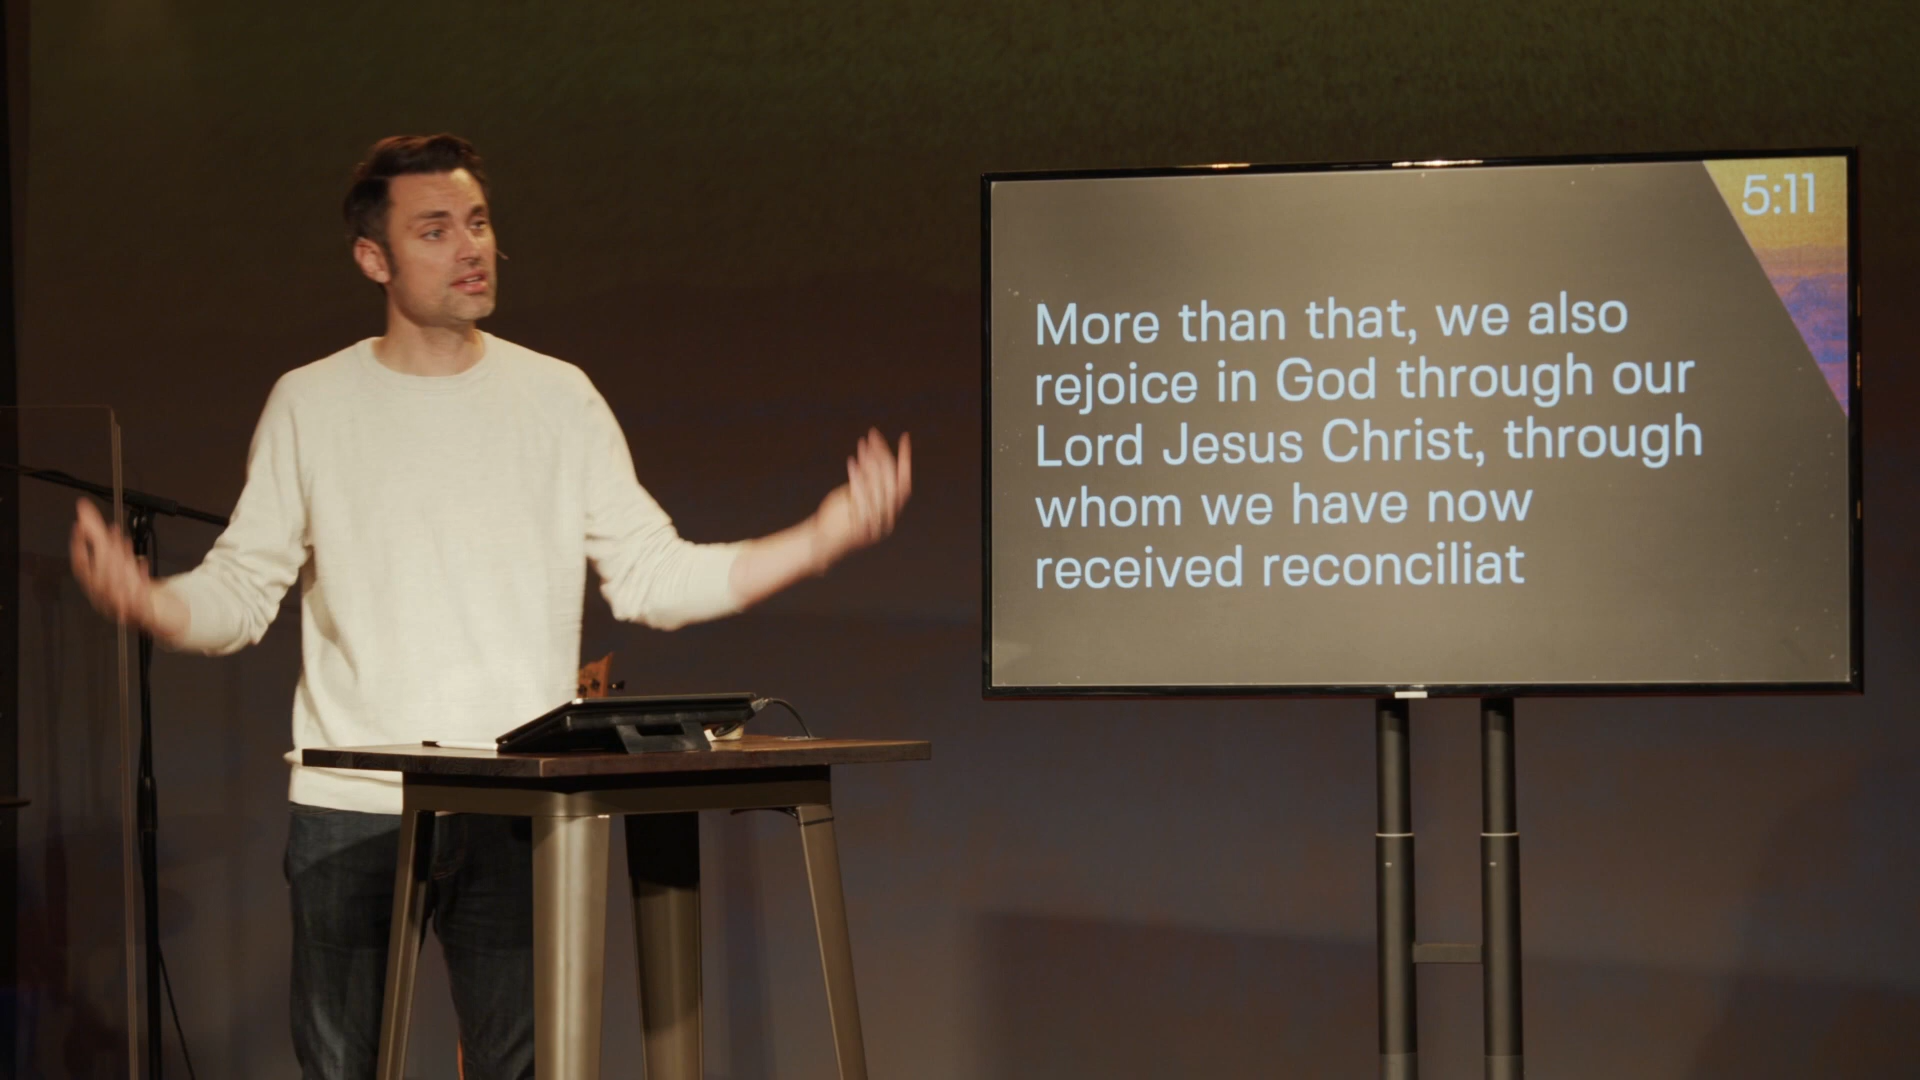 5:11
More than that, we also
rejoice in God through our
Lord Jesus Christ, through
whom we have now
received reconciliat